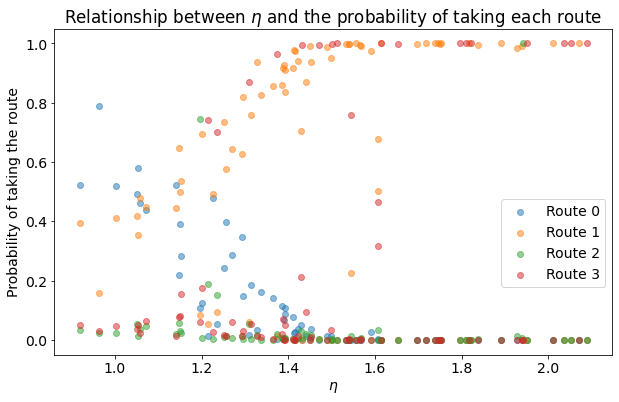 Relationship between η and the probability of taking each route
Probability of taking the route
1.0
0.8
0.6
0.4
0.2
0.0
Route 0
Route 1
Route 2
Route 3
1.0 1.2 1.4 1.6 1.8 2.0
η